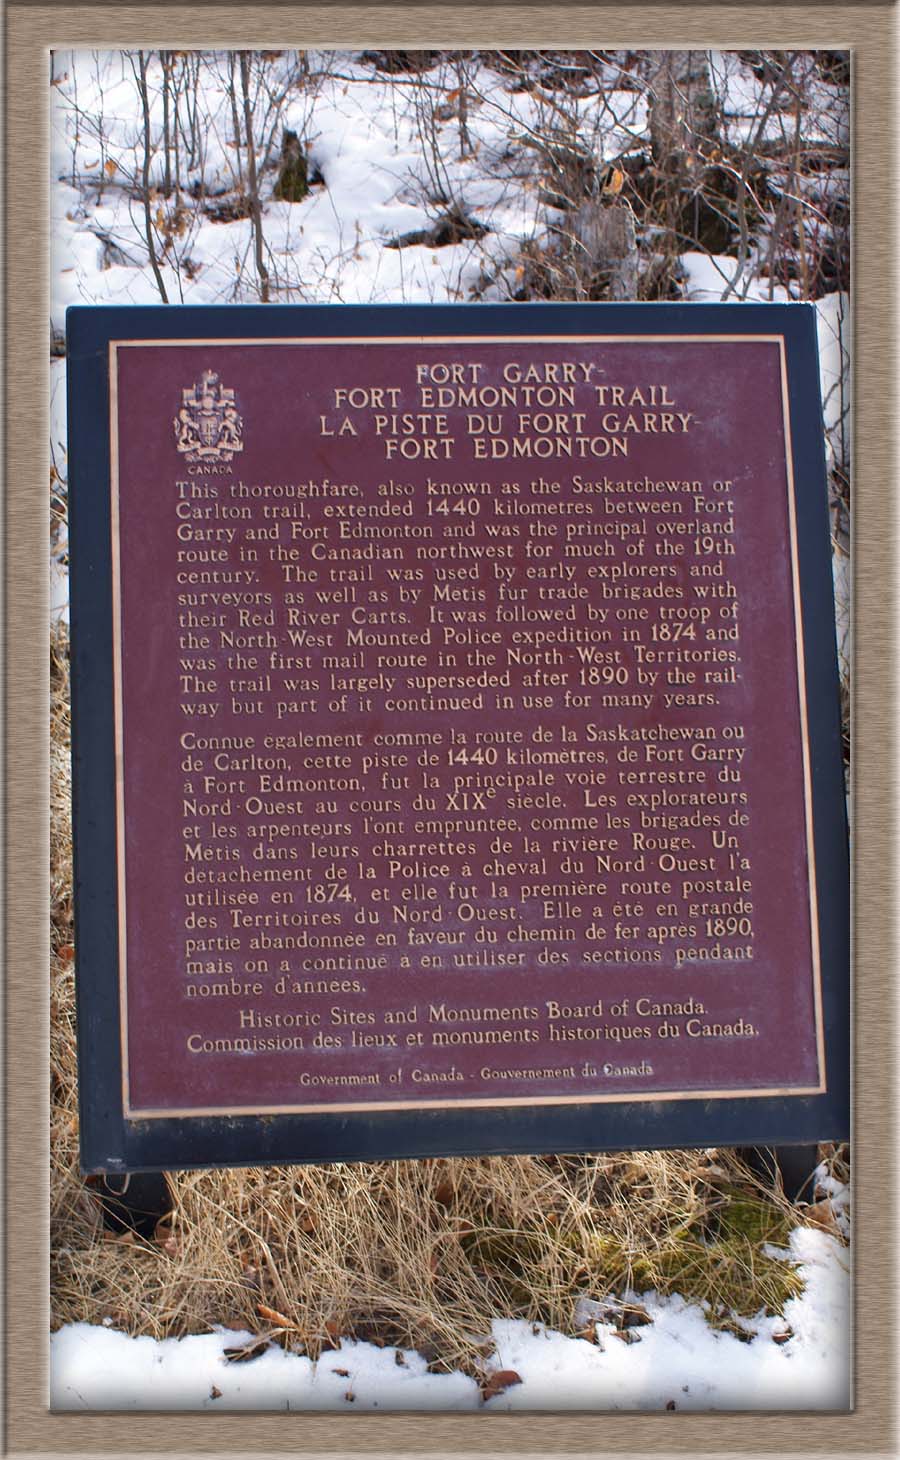 FORT GARRY-
FORT EDMONTON TRAIL
LA PISTE DU FORT GARRY-
FORT EDMONTON
CANADA
This thoroughfare, also known as the Saskatchewan or
Carlton trail, extended 1440 kilometres between Fort
Garry and Fort Edmonton and was the principal overland
route in the Canadian northwest for much of the 19th
century. The trail was used by early explorers and
surveyors as well as by Métis fur trade brigades with
their Red River Carts. It was followed by one troop of
the North-West Mounted Police expedition in 1874 and
was the first mail route in the North-West Territories.
The trail was largely superseded after 1890 by the rail-
way but part of it continued in use for many years.
Connue également comme la route de la Saskatchewan ou
de Carlton, cette piste de 1440 kilomètres, de Fort Garry
à Fort Edmonton, fut la principale voie terrestre du
Nord-Ouest au cours du XIXe siècle. Les explorateurs
et les arpenteurs l'ont empruntée, comme les brigades de
Métis dans leurs charrettes de la rivière Rouge. Un
détachement de la Police à cheval du Nord-Ouest l'a
utilisée en 1874, et elle fut la première route postale
des Territoires du Nord-Ouest. Elle a été en grande
partie abandonnée en faveur du chemin de fer après 1890,
mais on a continué à en utiliser des sections pendant
nombre d'années.
Historic Sites and Monuments Board of Canada.
Commission des lieux et monuments historiques du Canada.
Government of Canada - Gouvernement du Canada